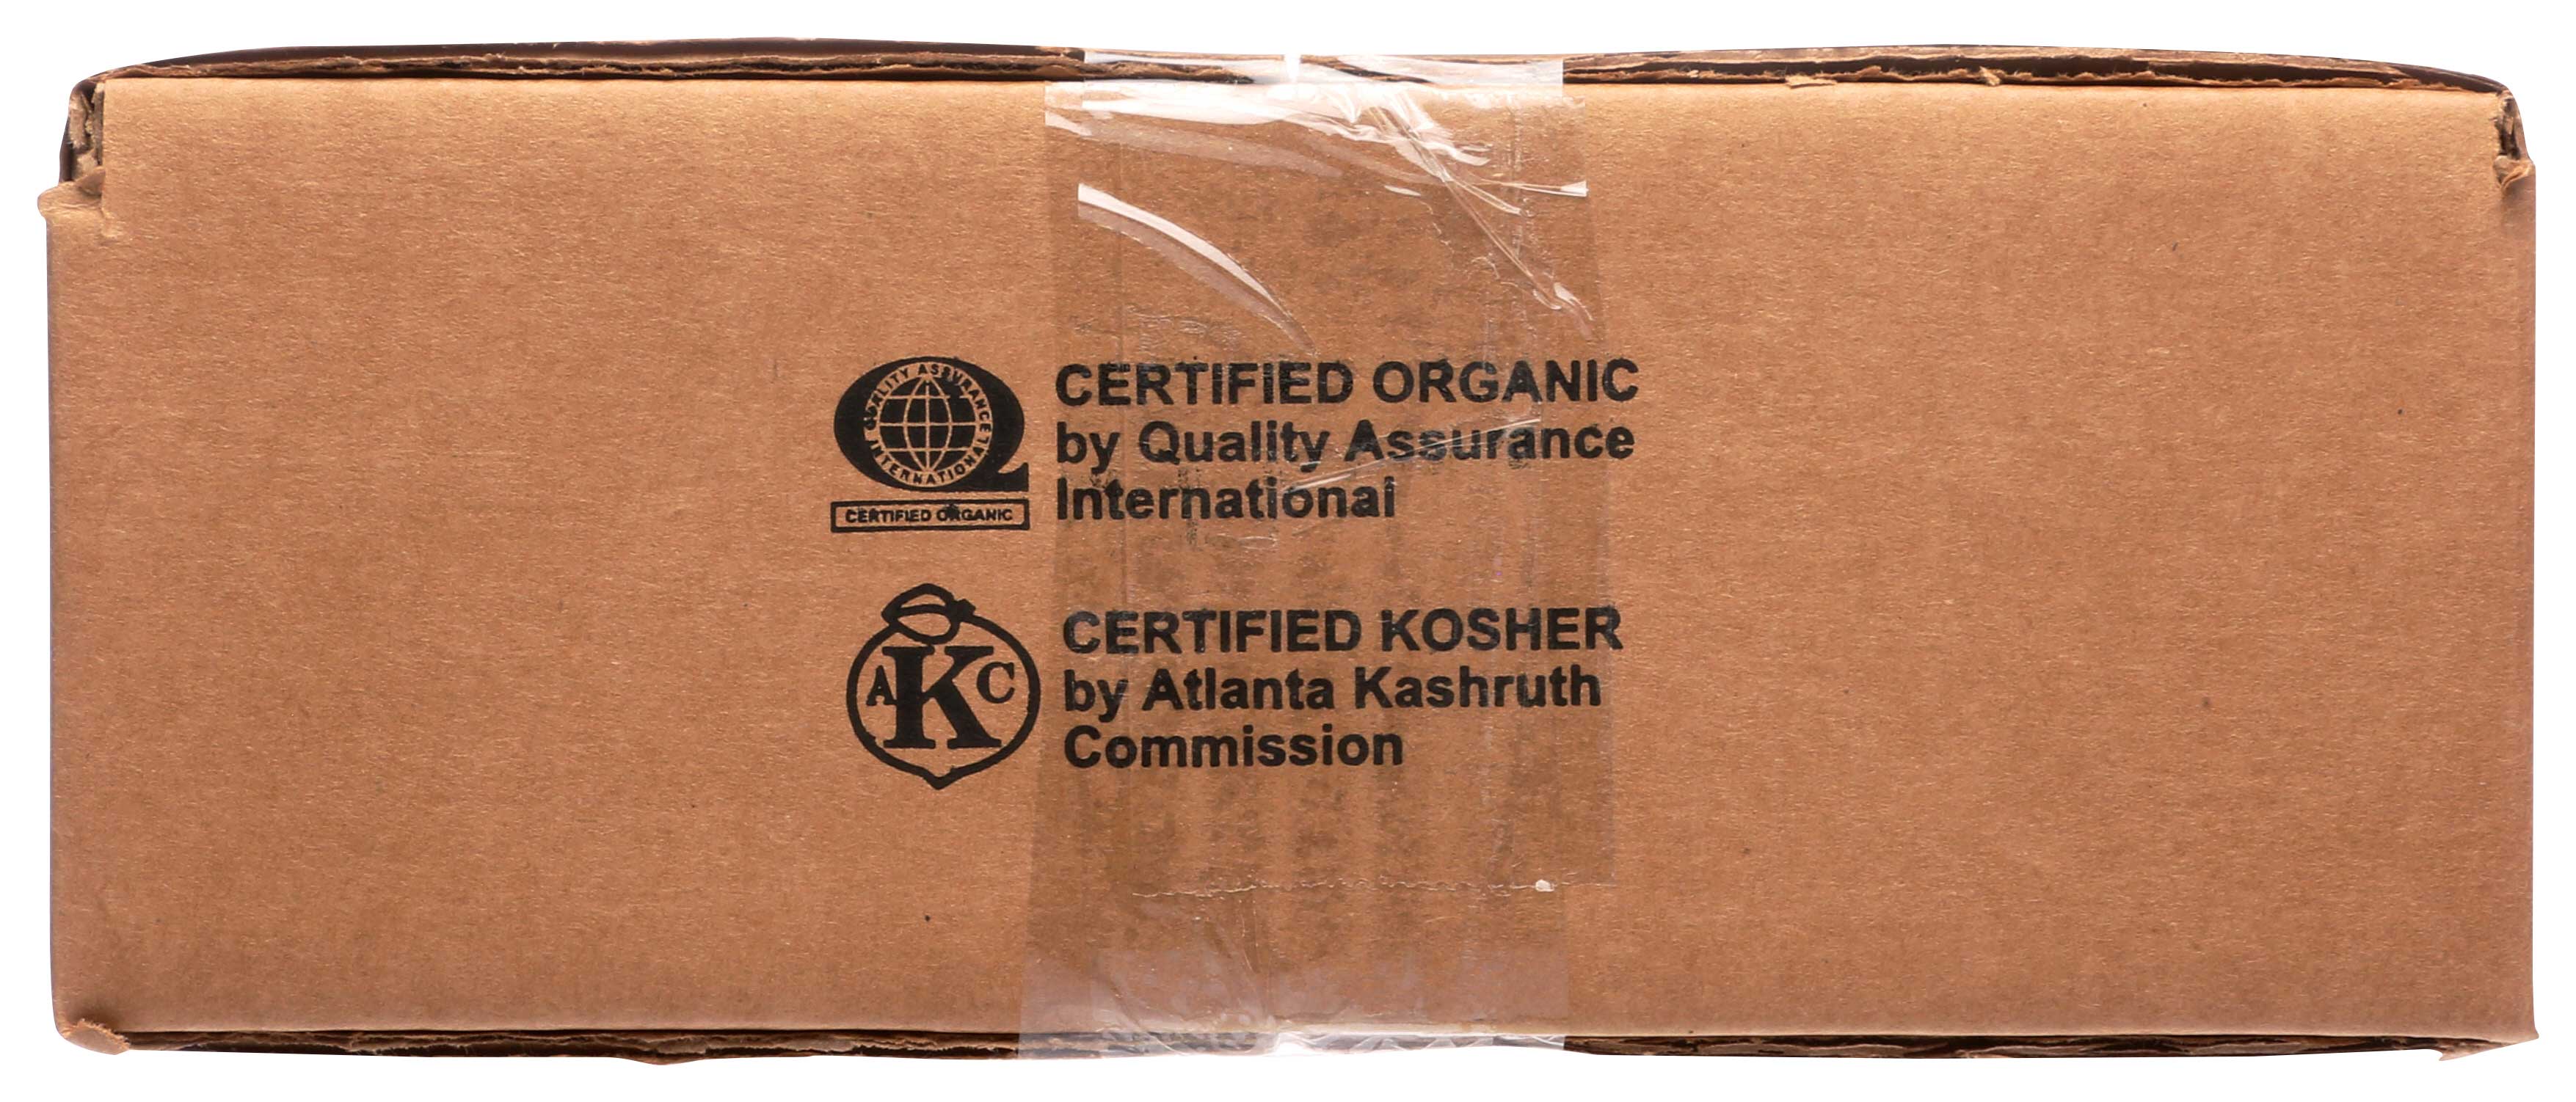 QUALITY ASSURANCE INTERNATIONAL
CERTIFIED ORGANIC
CERTIFIED ORGANIC
by Quality Assurance
International
AKC
CERTIFIED KOSHER
by Atlanta Kashruth
Commission